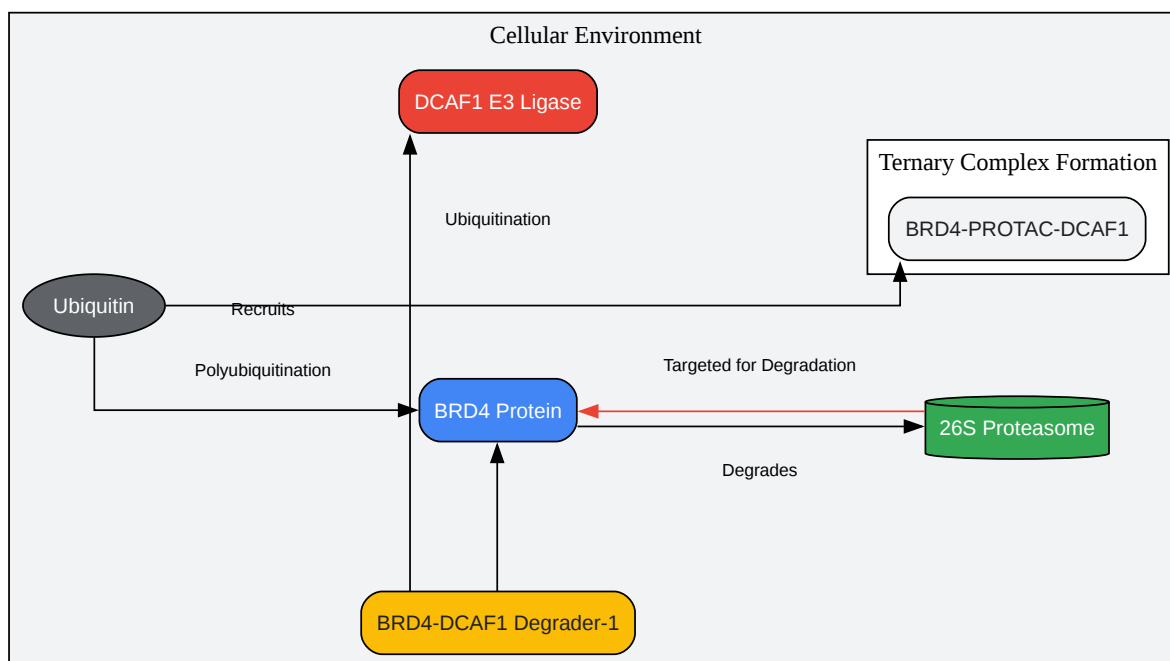 Cellular Environment
DCAF1 E3 Ligase
Ternary Complex Formation
BRD4-PROTAC-DCAF1
Ubiquitination
Ubiquitin
Recruits
Polyubiquitination
Targeted for Degradation
BRD4 Protein
26S Proteasome
Degrades
BRD4-DCAF1 Degrader-1